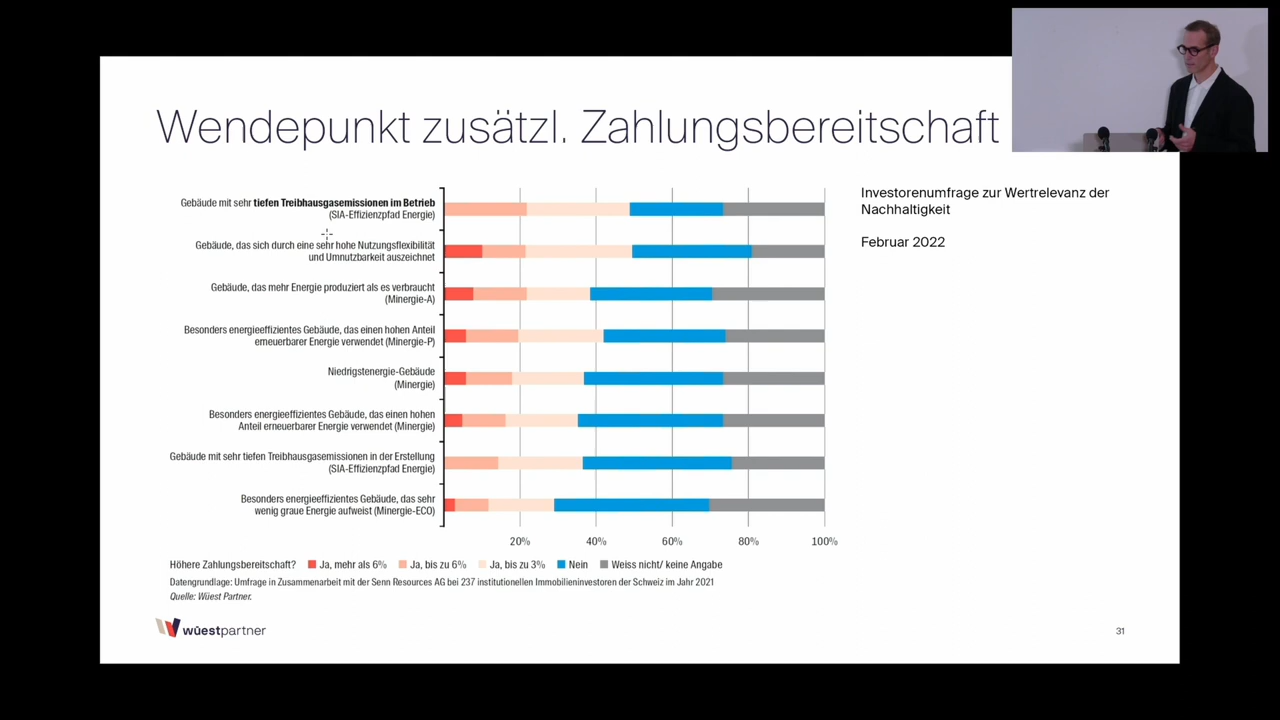 Wendepunkt zusätzl. Zahlungsbereitschaft
Gebäude mit sehr tiefen Treibhausgasemissionen im Betrieb
(SIA-Effizienzpfad Energie)
Gebäude, das sich durch eine sehr hohe Nutzungsflexibilität
und Umnutzbarkeit auszeichnet
Gebäude, das mehr Energie produziert als es verbraucht
(Minergie-A)
Besonders energieeffizientes Gebäude, das einen hohen Anteil
erneuerbarer Energie verwendet (Minergie-P)
Niedrigstenergie-Gebäude
(Minergie)
Besonders energieeffizientes Gebäude, das einen hohen
Anteil erneuerbarer Energie verwendet (Minergie)
Gebäude mit sehr tiefen Treibhausgasemissionen in der Erstellung
(SIA-Effizienzpfad Energie)
Besonders energieeffizientes Gebäude, das sehr
wenig graue Energie aufweist (Minergie-ECO)
20% 40% 60% 80% 100%
Höhere Zahlungsbereitschaft? Ja, mehr als 6% Ja, bis zu 6% Ja, bis zu 3% Nein Weiss nicht/ keine Angabe
Datengrundlage: Umfrage in Zusammenarbeit mit der Senn Resources AG bei 237 institutionellen Immobilieninvestoren der Schweiz im Jahr 2021
Quelle: Wüest Partner.
Investorenumfrage zur Wertrelevanz der
Nachhaltigkeit
Februar 2022
wüestpartner
31